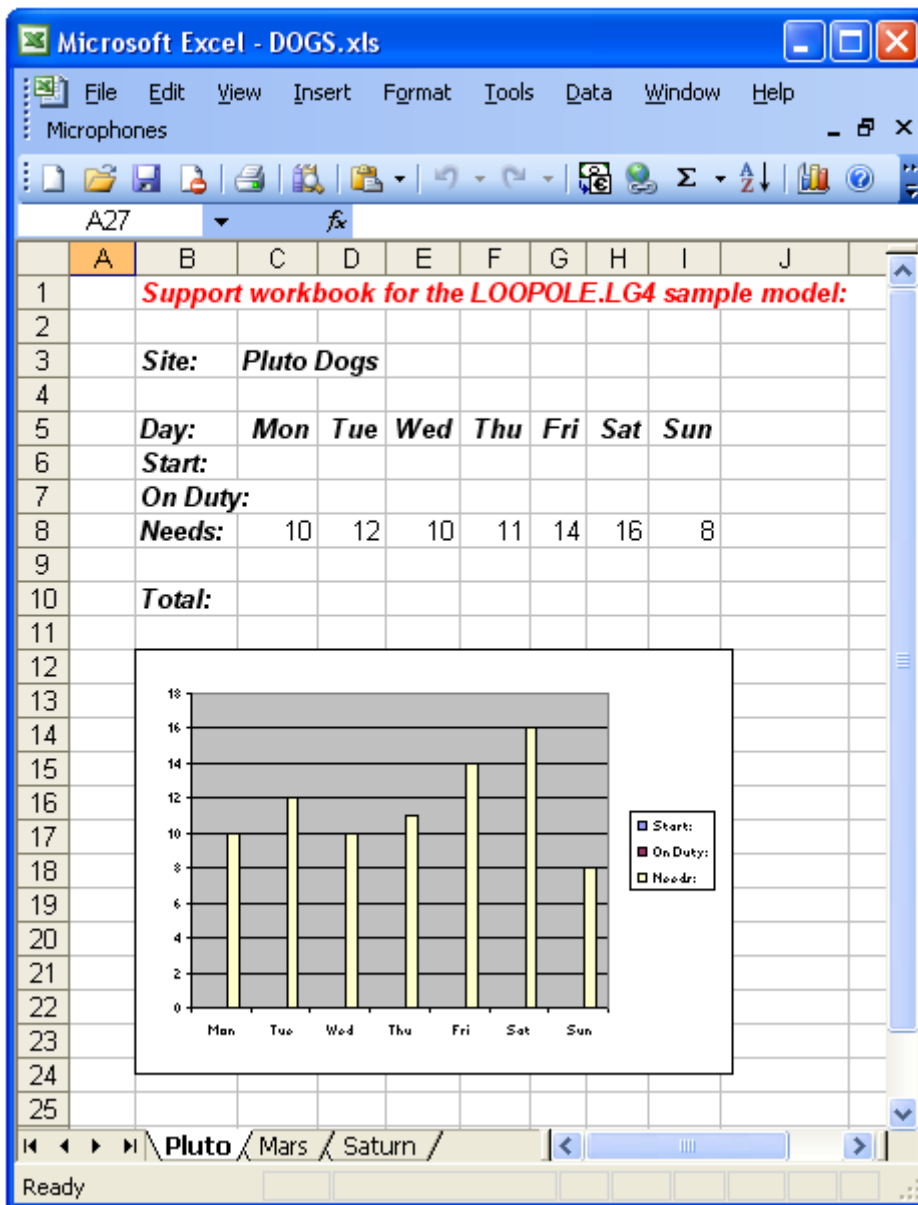 Microsoft Excel - DOGS.xls
File Edit View Insert Format Tools Data Window Help
Microphones
A27 fx
A B C D E F G H I J
1 Support workbook for the LOOPOLE.LG4 sample model:
2
3 Site: Pluto Dogs
4
5 Day: Mon Tue Wed Thu Fri Sat Sun
6 Start:
7 On Duty:
8 Needs: 10 12 10 11 14 16 8
9
10 Total:
11
12
13
14
15
16
17
18
19
20
21
22
23
24
25
18
16
14
12
10
8
6
4
2
0
Mon Tue Wed Thu Fri Sat Sun
Start:
On Duty:
Needs:
Pluto Mars Saturn
Ready